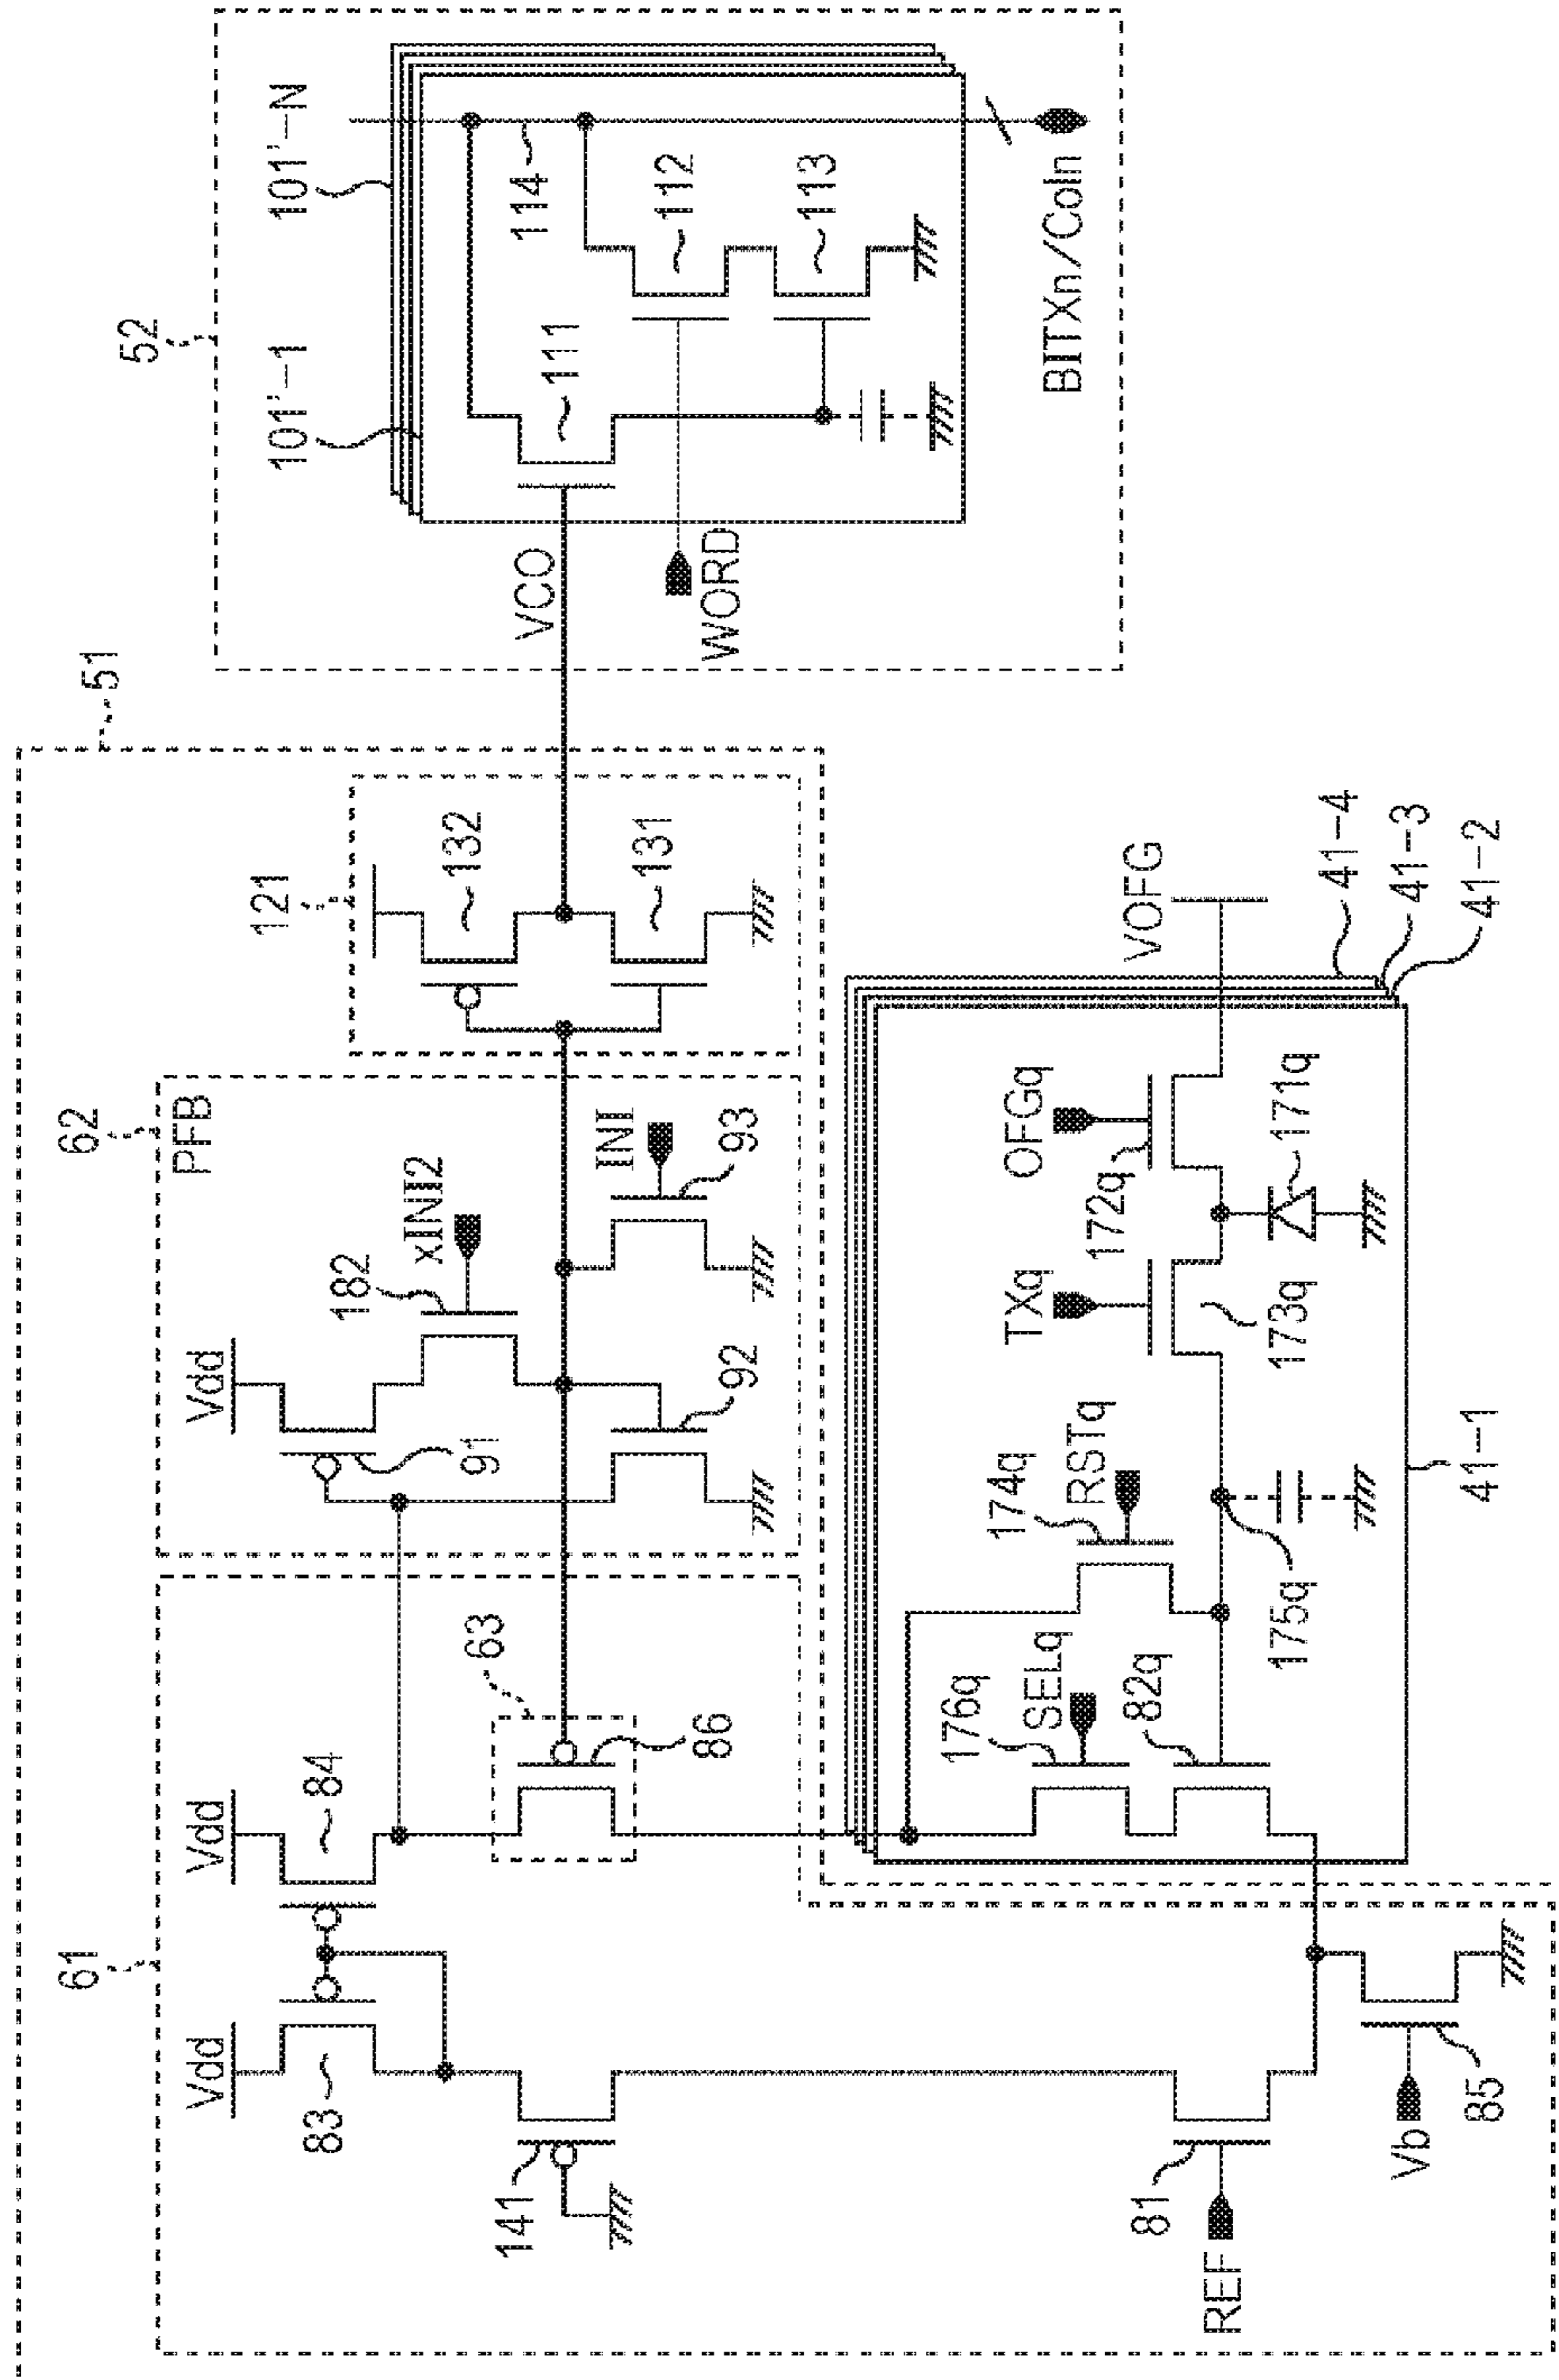 61
Vdd
Vdd
83
84
141
63
86
81
REF
Vb
85
51
62
PFB
Vdd
182
xINI2
91
92
INI
93
121
132
131
176q
SELq
82q
174q
RSTq
175q
TXq
173q
OFGq
172q
171q
VOFG
41-1
41-4
41-3
41-2
52
101'-1
101'-N
VCO
WORD
111
114
112
113
BITXn/Coln